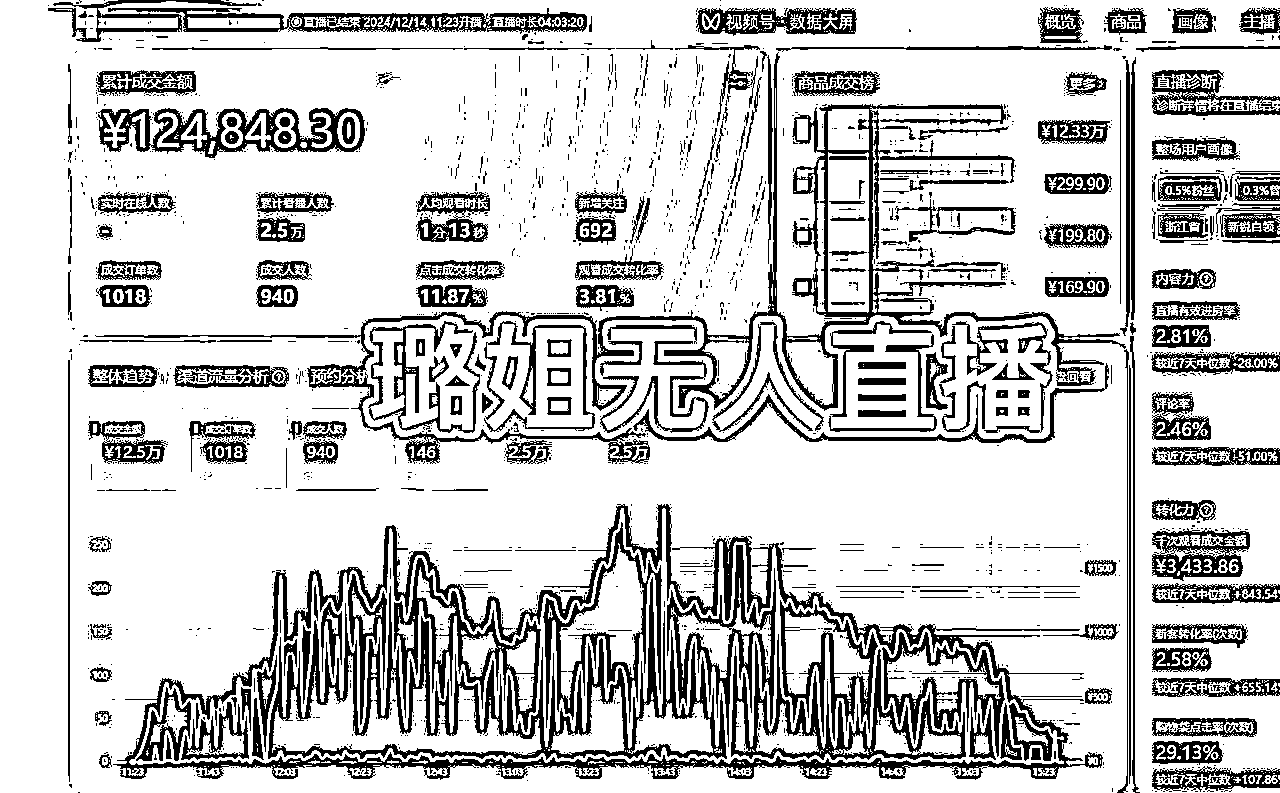 直播已结束 2024/12/14 11:23开播，直播时长04:03:20
视频号·数据大屏
概览 商品 画像 主播
累计成交金额
¥124,848.30
实时在线人数 累计看播人数 人均观看时长 新增关注
- 2.5万 1分13秒 692
成交订单数 成交人数 点击成交转化率 观看成交转化率
1018 940 11.87% 3.81%
商品成交榜 更多
¥12.33万
¥299.90
¥199.80
¥169.90
直播诊断
诊断详情将在直播结束
整场用户画像
0.5%粉丝
浙江省 新锐白领
内容力
直播有效进房率
2.81%
较近7天中位数 -28.00%
评论率
2.46%
较近7天中位数 -51.00%
转化力
千次观看成交金额
¥3,433.86
较近7天中位数 +643.54%
新客转化率(次数)
2.58%
较近7天中位数
购物袋点击率(次数)
29.13%
较近7天中位数 +107.86
璐姐无人直播
整体趋势 渠道流量分析 预约分析
成交金额 成交订单数 成交人数
¥12.5万 1018 940 146 2.5万 2.5万
250
200
150
100
50
0
¥1500
¥1000
¥500
¥0
11:23 11:43 12:03 12:23 12:43 13:03 13:23 13:43 14:03 14:23 14:43 15:03 15:23